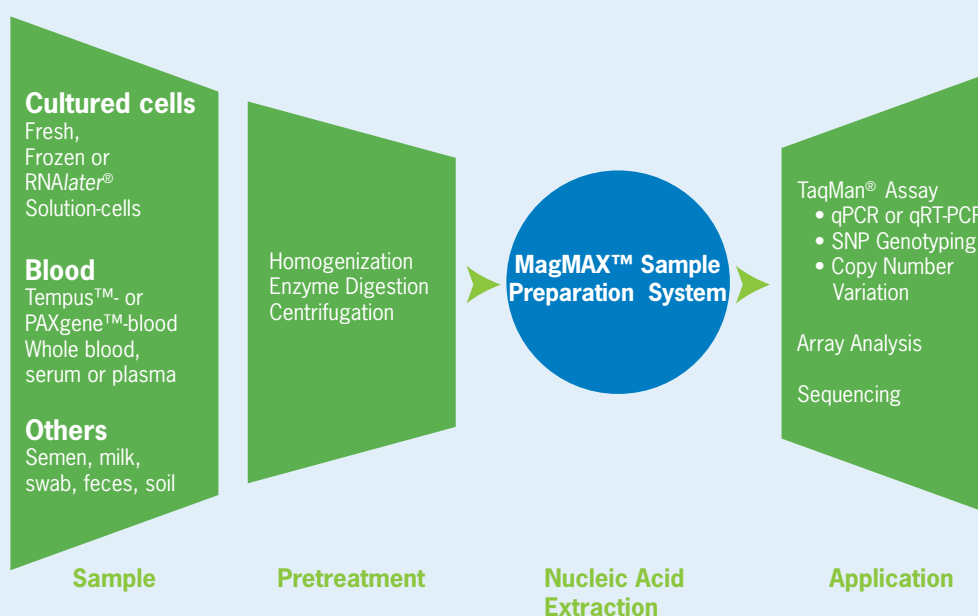 Cultured cells
Fresh,
Frozen or
RNAlater®
Solution-cells
Blood
Tempus™- or
PAXgene™-blood
Whole blood,
serum or plasma
Others
Semen, milk,
swab, feces, soil
Homogenization
Enzyme Digestion
Centrifugation
MagMAX™ Sample
Preparation System
TaqMan® Assay
• qPCR or qRT-PCR
• SNP Genotyping
• Copy Number
Variation
Array Analysis
Sequencing
Sample
Pretreatment
Nucleic Acid
Extraction
Application